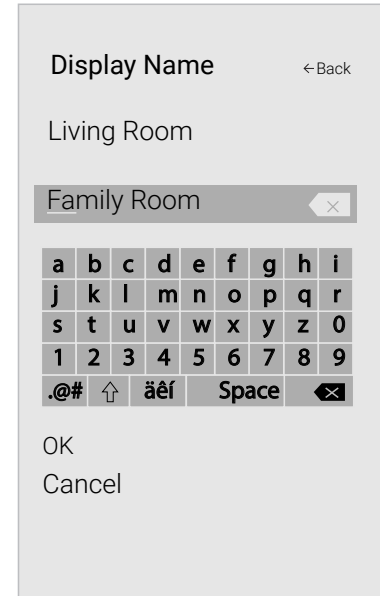 Display Name ←Back
Living Room
Family Room
a b c d e f g h i
j k l m n o p q r
s t u v w x y z 0
1 2 3 4 5 6 7 8 9
.@# äêí Space
OK
Cancel